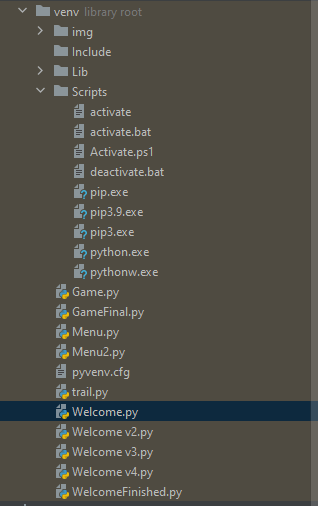 venv library root
img
Include
Lib
Scripts
activate
activate.bat
Activate.ps1
deactivate.bat
pip.exe
pip3.9.exe
pip3.exe
python.exe
pythonw.exe
Game.py
GameFinal.py
Menu.py
Menu2.py
pyvenv.cfg
trail.py
Welcome.py
Welcome v2.py
Welcome v3.py
Welcome v4.py
WelcomeFinished.py